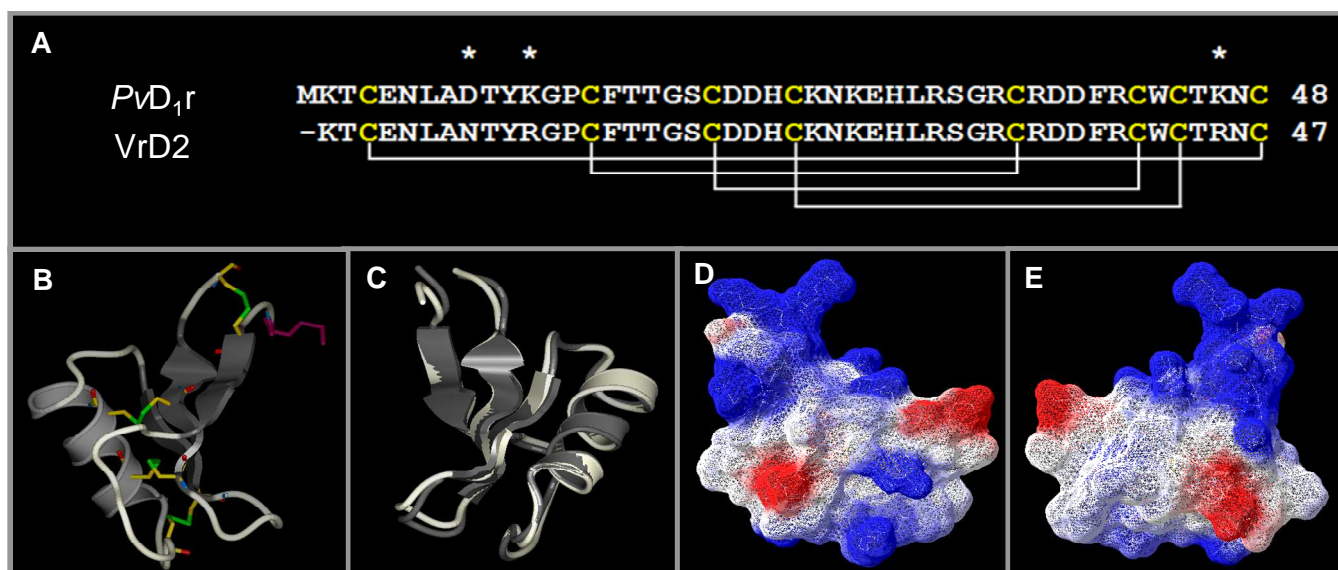 A
* * *
PvD₁r MKTCENLADTYKGPCFTTGSCDDHCKNKEHLRSGRCRDDFRCWCTKNC 48
VrD2 -KTCENLANTYRGPCFTTGSCDDHCKNKEHLRSGRCRDDFRCWCTRNC 47
B
C
D
E